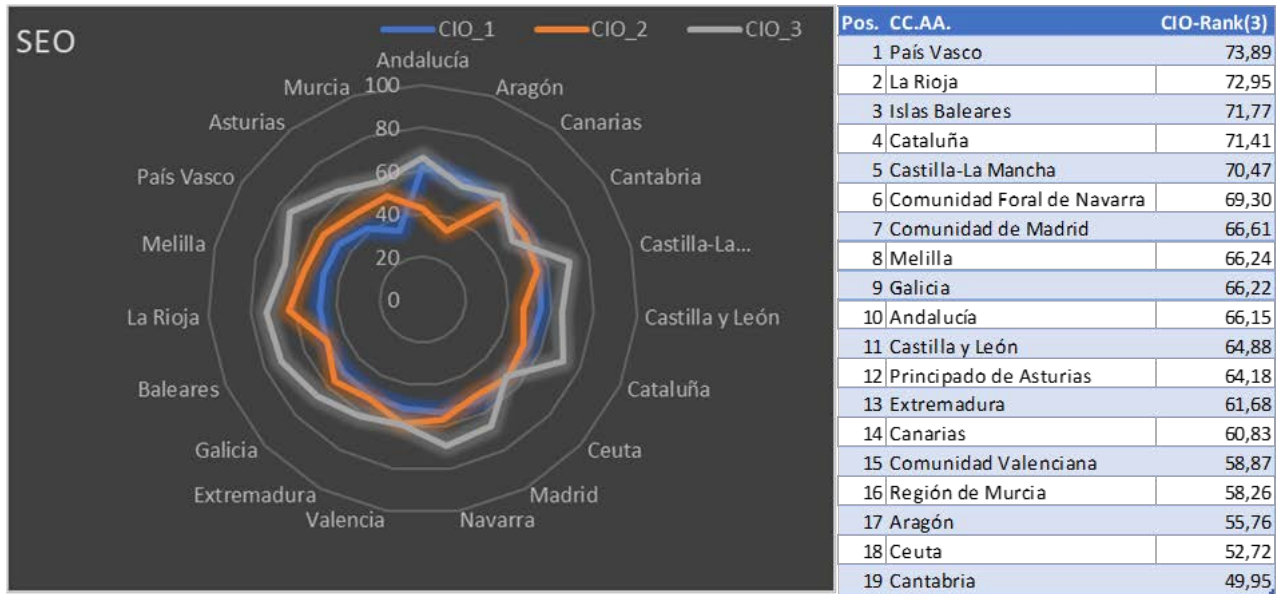 SEO
CIO_1 CIO_2 CIO_3
Andalucía
Murcia 100 Aragón
Asturias 80 Canarias
País Vasco 60 Cantabria
40
Melilla 20 Castilla-La...
0
La Rioja Castilla y León
Baleares Cataluña
Galicia Ceuta
Extremadura Madrid
Valencia Navarra
Pos. CC.AA. CIO-Rank(3)
1 País Vasco 73,89
2 La Rioja 72,95
3 Islas Baleares 71,77
4 Cataluña 71,41
5 Castilla-La Mancha 70,47
6 Comunidad Foral de Navarra 69,30
7 Comunidad de Madrid 66,61
8 Melilla 66,24
9 Galicia 66,22
10 Andalucía 66,15
11 Castilla y León 64,88
12 Principado de Asturias 64,18
13 Extremadura 61,68
14 Canarias 60,83
15 Comunidad Valenciana 58,87
16 Región de Murcia 58,26
17 Aragón 55,76
18 Ceuta 52,72
19 Cantabria 49,95